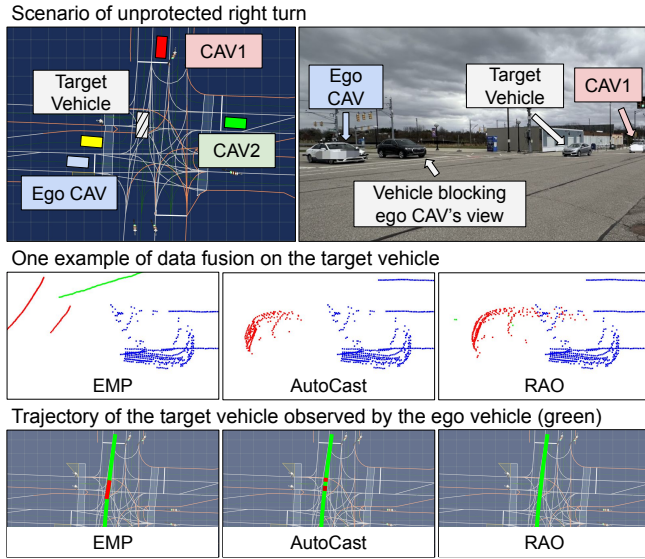 Scenario of unprotected right turn
CAV1
Target
Vehicle
CAV2
Ego CAV
Ego
CAV
Target
Vehicle
CAV1
Vehicle blocking
ego CAV's view
One example of data fusion on the target vehicle
EMP
AutoCast
RAO
Trajectory of the target vehicle observed by the ego vehicle (green)
EMP
AutoCast
RAO